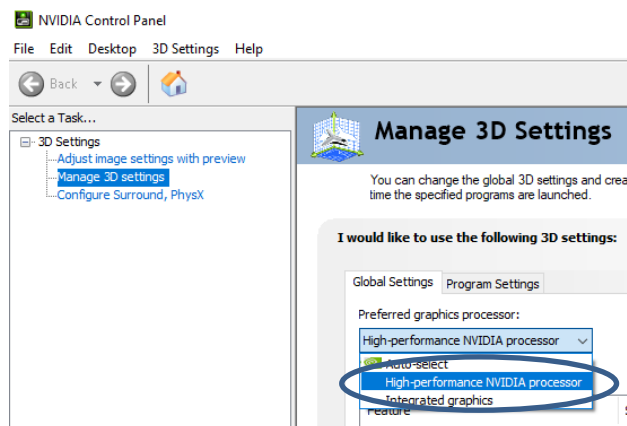 NVIDIA Control Panel
File Edit Desktop 3D Settings Help
Back
Select a Task...
3D Settings
Adjust image settings with preview
Manage 3D settings
Configure Surround, PhysX
Manage 3D Settings
You can change the global 3D settings and crea
time the specified programs are launched.
I would like to use the following 3D settings:
Global Settings Program Settings
Preferred graphics processor:
High-performance NVIDIA processor
Auto-select
High-performance NVIDIA processor
Integrated graphics
Feature